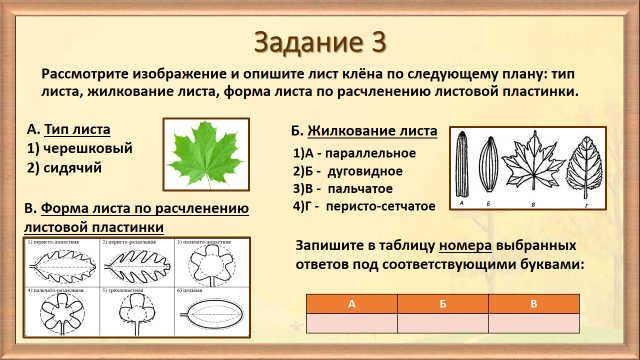 Задание 3
Рассмотрите изображение и опишите лист клёна по следующему плану: тип
листа, жилкование листа, форма листа по расчленению листовой пластинки.
А. Тип листа
1) черешковый
2) сидячий
Б. Жилкование листа
1)А - параллельное
2)Б - дуговидное
3)В - пальчатое
4)Г - перисто-сетчатое
А Б В Г
В. Форма листа по расчленению
листовой пластинки
1) перисто-лопастная 2) перисто-раздельная 3) пальчато-лопастная
4) пальчато-раздельная 5) трёхлопастная 6) цельная
Запишите в таблицу номера выбранных
ответов под соответствующими буквами:
А Б В